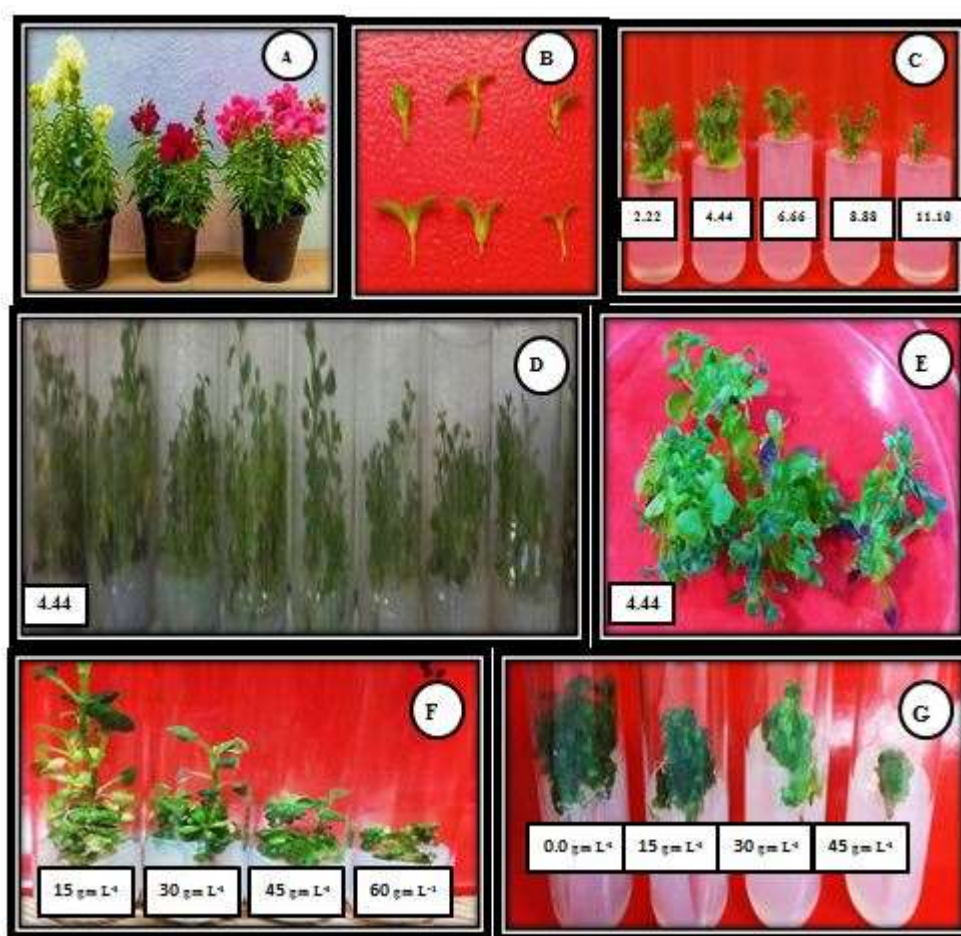 A
B
C
2.22
4.44
6.66
8.88
11.10
D
4.44
E
4.44
F
15 gm L⁻¹
30 gm L⁻¹
45 gm L⁻¹
60 gm L⁻¹
G
0.0 gm L⁻¹
15 gm L⁻¹
30 gm L⁻¹
45 gm L⁻¹